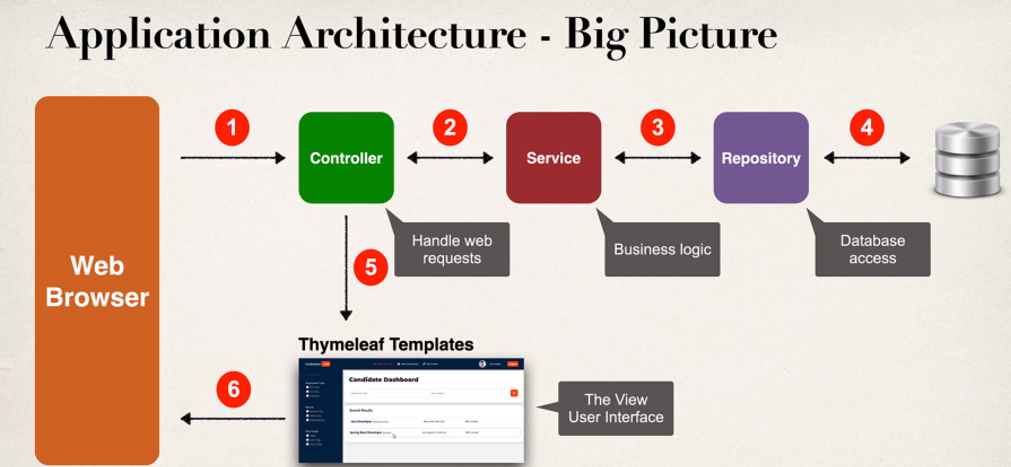 Application Architecture - Big Picture
1
2
3
4
Controller
Service
Repository
Handle web
requests
Business logic
Database
access
Web
Browser
5
Thymeleaf Templates
Candidate Dashboard
Search Results
Java Developer
Spring Boot Developer
6
The View
User Interface